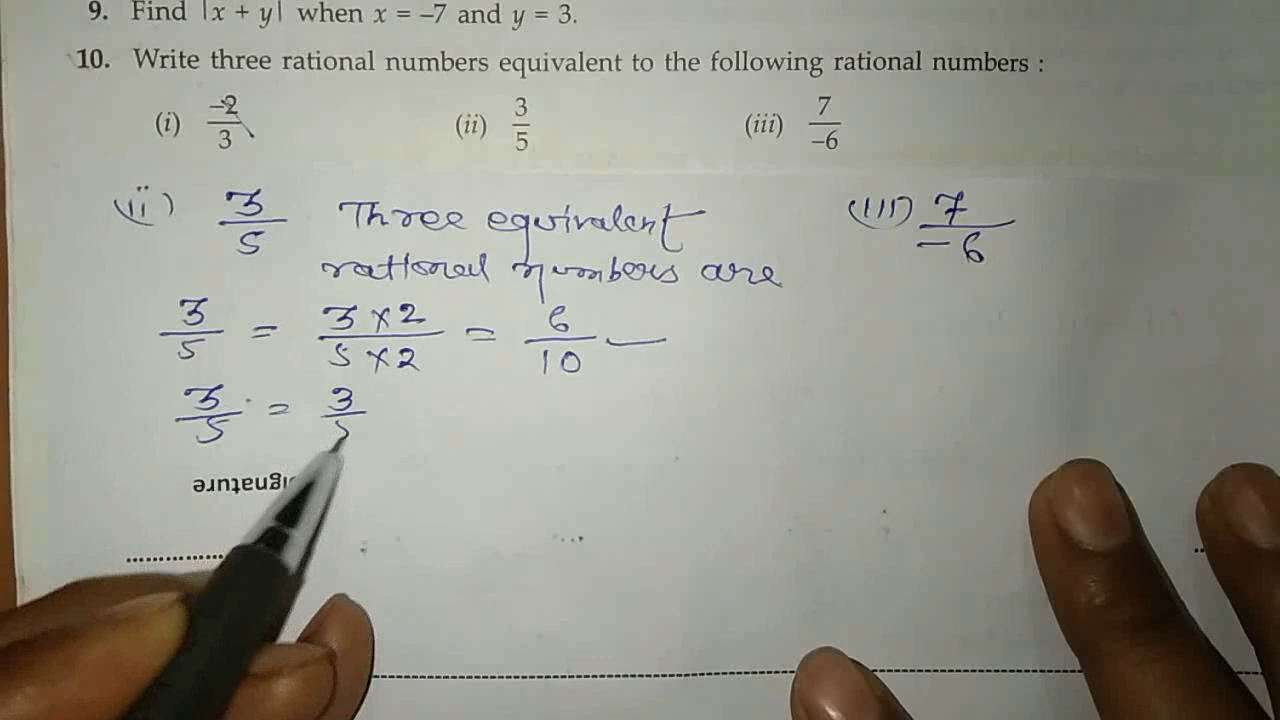 9. Find |x + y| when x = –7 and y = 3.
10. Write three rational numbers equivalent to the following rational numbers :
(i) –2/3 (ii) 3/5 (iii) 7/–6
(ii) 3/5 Three equivalent
rational numbers are
3/5 = 3×2/5×2 = 6/10 —
3/5 = 3/5
(iii) 7/–6